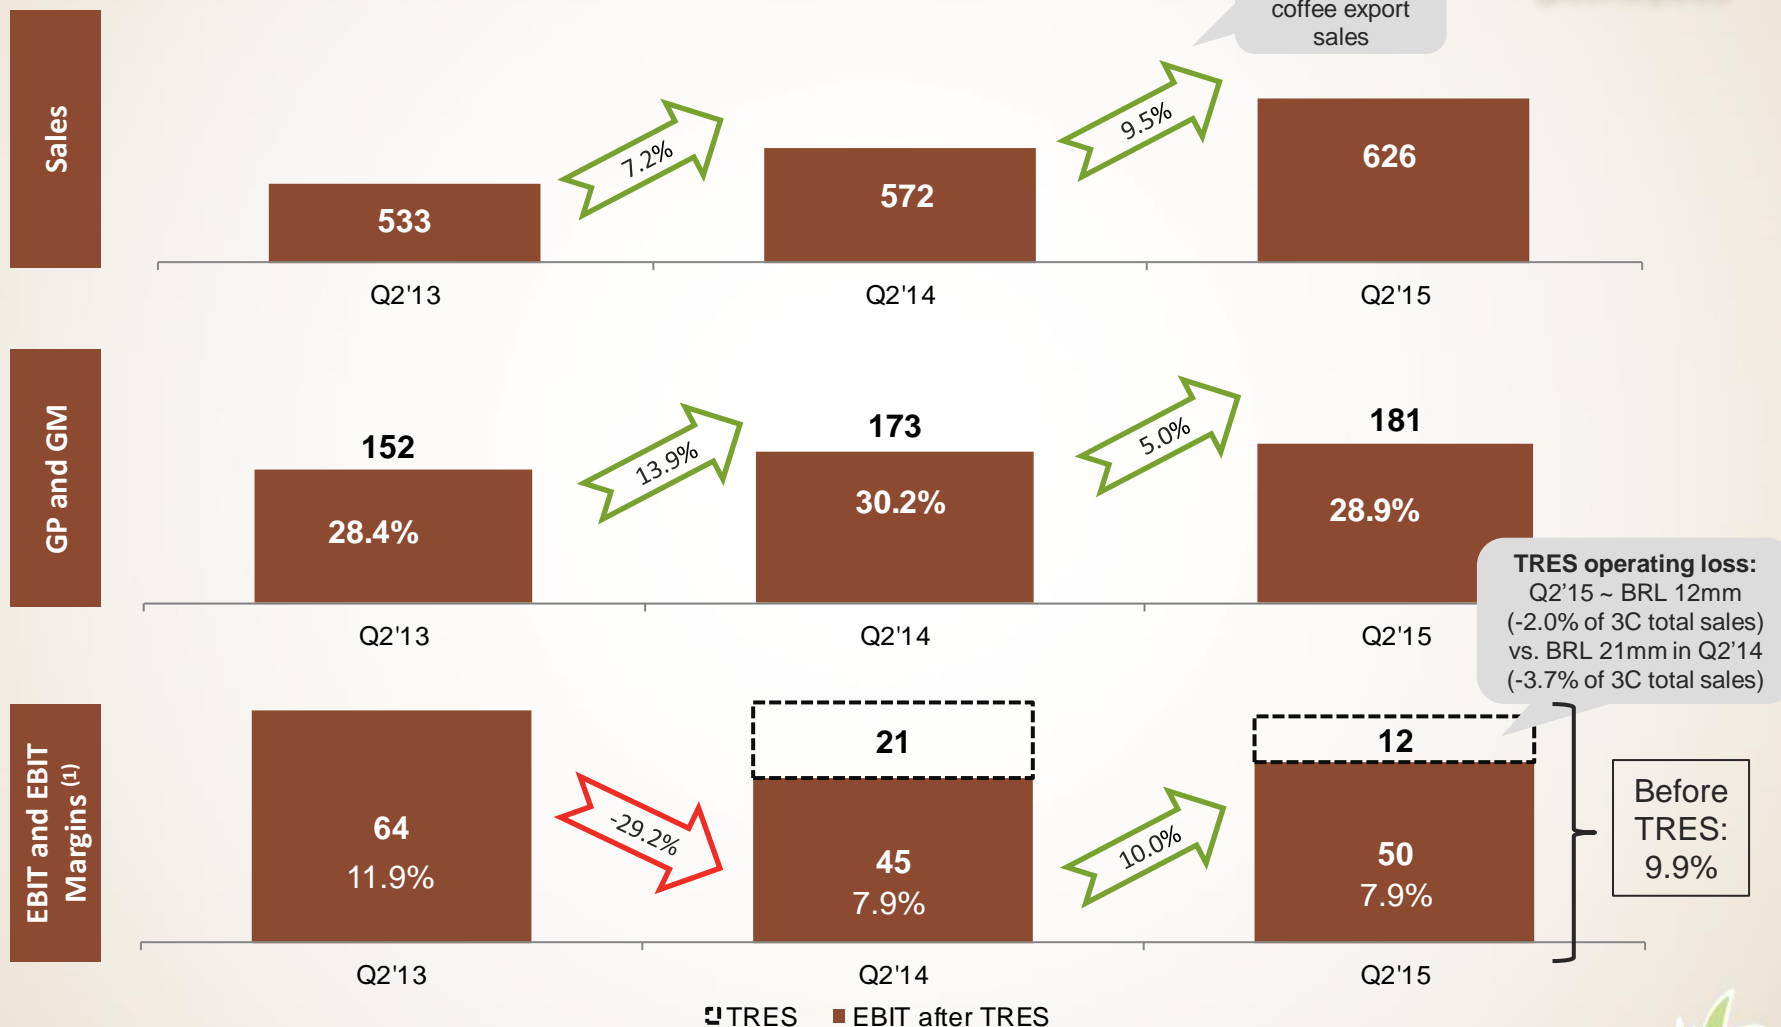 coffee export
sales
Sales
7.2%
9.5%
533
572
626
Q2'13
Q2'14
Q2'15
GP and GM
13.9%
5.0%
152
173
181
28.4%
30.2%
28.9%
Q2'13
Q2'14
Q2'15
TRES operating loss:
Q2’15 ~ BRL 12mm
(-2.0% of 3C total sales)
vs. BRL 21mm in Q2’14
(-3.7% of 3C total sales)
EBIT and EBIT
Margins (1)
-29.2%
10.0%
64
11.9%
21
45
7.9%
12
50
7.9%
Before
TRES:
9.9%
Q2'13
Q2'14
Q2'15
TRES
EBIT after TRES